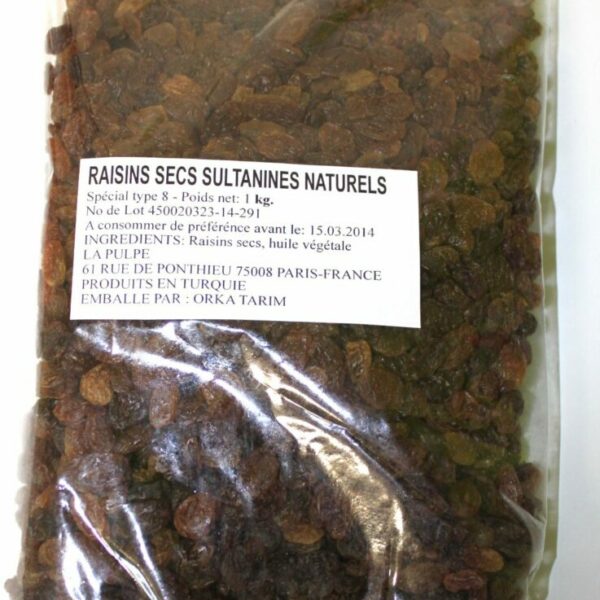 RAISINS SECS SULTANINES NATURELS
Spécial type 8 - Poids net: 1 kg.
No de Lot 450020323-14-291
A consommer de préférénce avant le: 15.03.2014
INGREDIENTS: Raisins secs, huile végétale
LA PULPE
61 RUE DE PONTHIEU 75008 PARIS-FRANCE
PRODUITS EN TURQUIE
EMBALLE PAR : ORKA TARIM